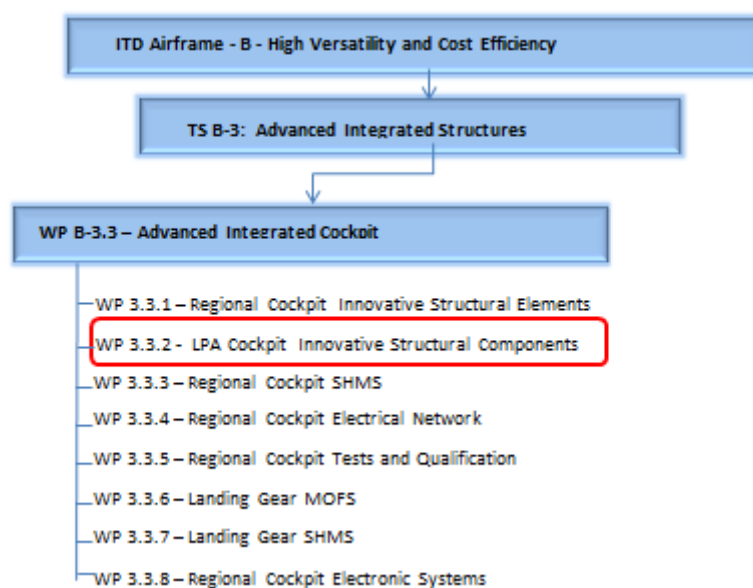 ITD Airframe - B - High Versatility and Cost Efficiency
TS B-3: Advanced Integrated Structures
WP B-3.3 – Advanced Integrated Cockpit
WP 3.3.1 – Regional Cockpit Innovative Structural Elements
WP 3.3.2 - LPA Cockpit Innovative Structural Components
WP 3.3.3 – Regional Cockpit SHMS
WP 3.3.4 – Regional Cockpit Electrical Network
WP 3.3.5 – Regional Cockpit Tests and Qualification
WP 3.3.6 – Landing Gear MOFS
WP 3.3.7 – Landing Gear SHMS
WP 3.3.8 – Regional Cockpit Electronic Systems